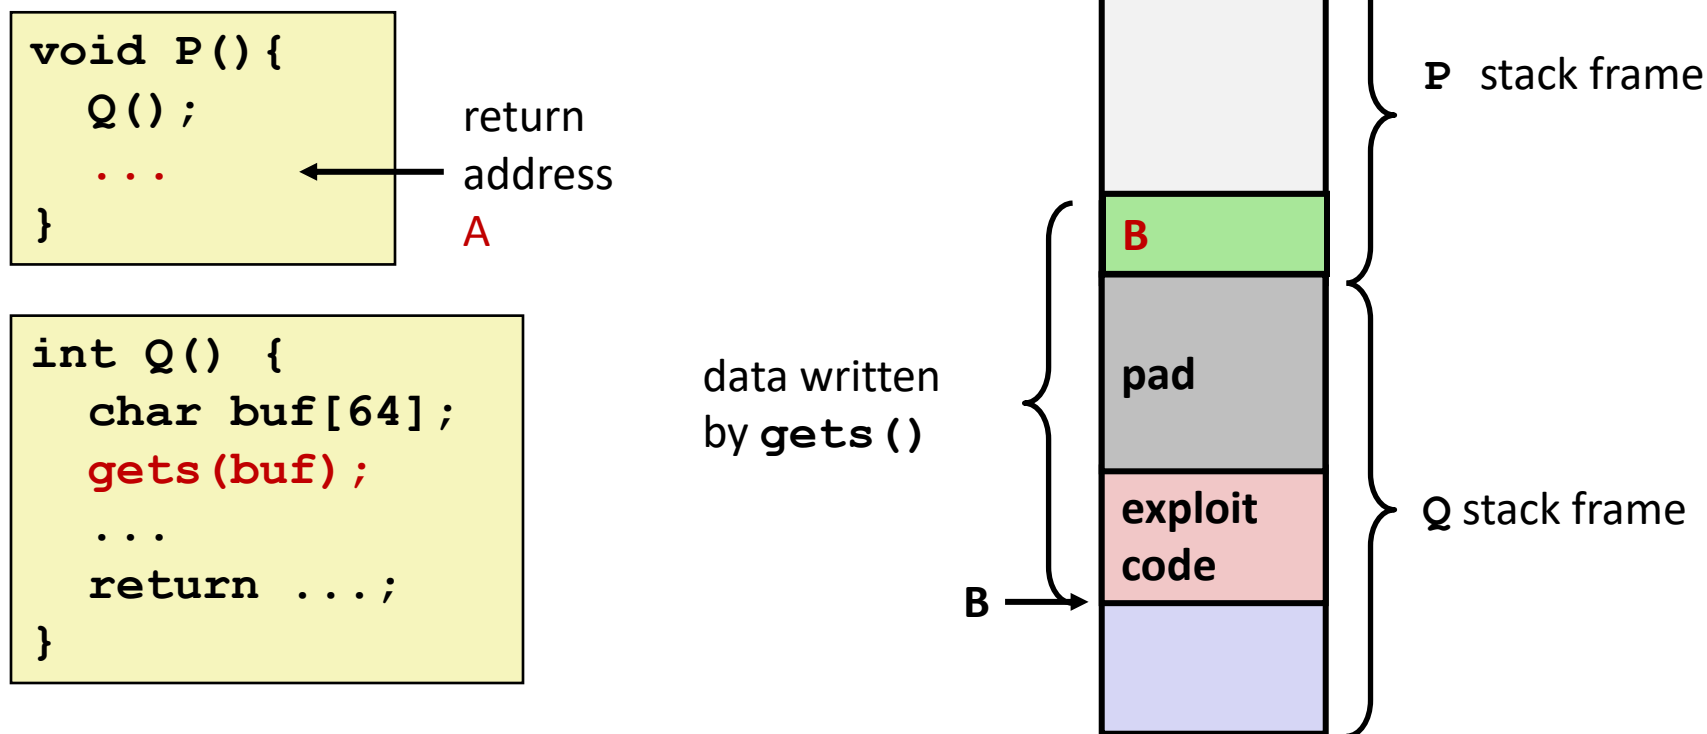 void P(){
  Q();
  ...
}
return
address
A
int Q() {
  char buf[64];
  gets(buf);
  ...
  return ...;
}
data written
by gets()
B
B
pad
exploit
code
P stack frame
Q stack frame